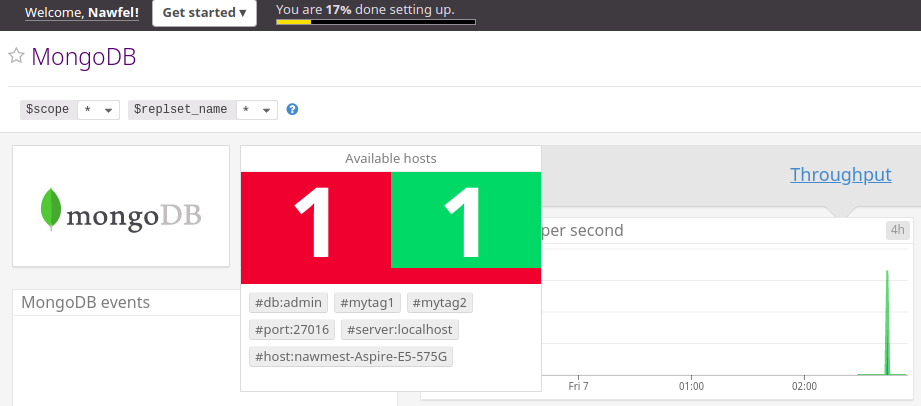 Welcome, Nawfel!
Get started ▾
You are 17% done setting up.
MongoDB
$scope * $replset_name * ?
mongoDB
Available hosts
1 1
#db:admin #mytag1 #mytag2
#port:27016 #server:localhost
#host:nawmest-Aspire-E5-575G
Throughput
per second 4h
MongoDB events
Fri 7 01:00 02:00